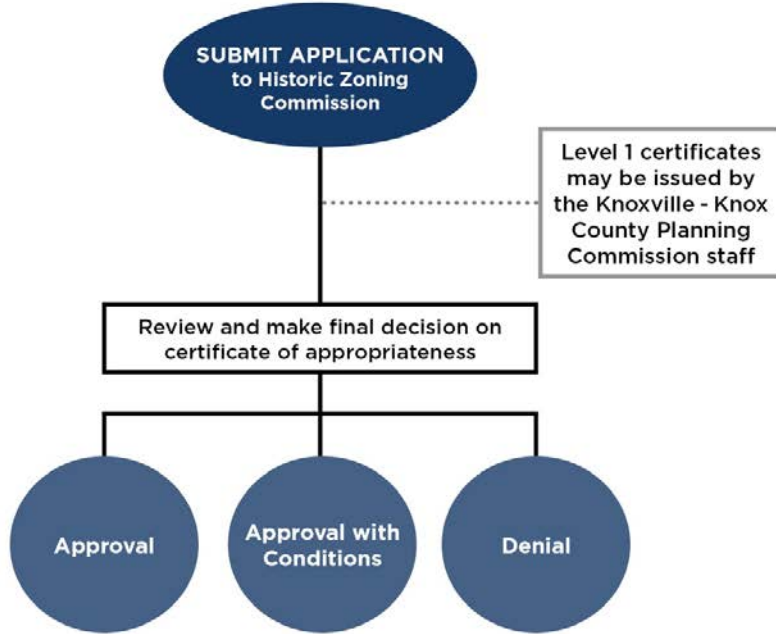 SUBMIT APPLICATION
to Historic Zoning
Commission
Level 1 certificates
may be issued by
the Knoxville - Knox
County Planning
Commission staff
Review and make final decision on
certificate of appropriateness
Approval
Approval with
Conditions
Denial